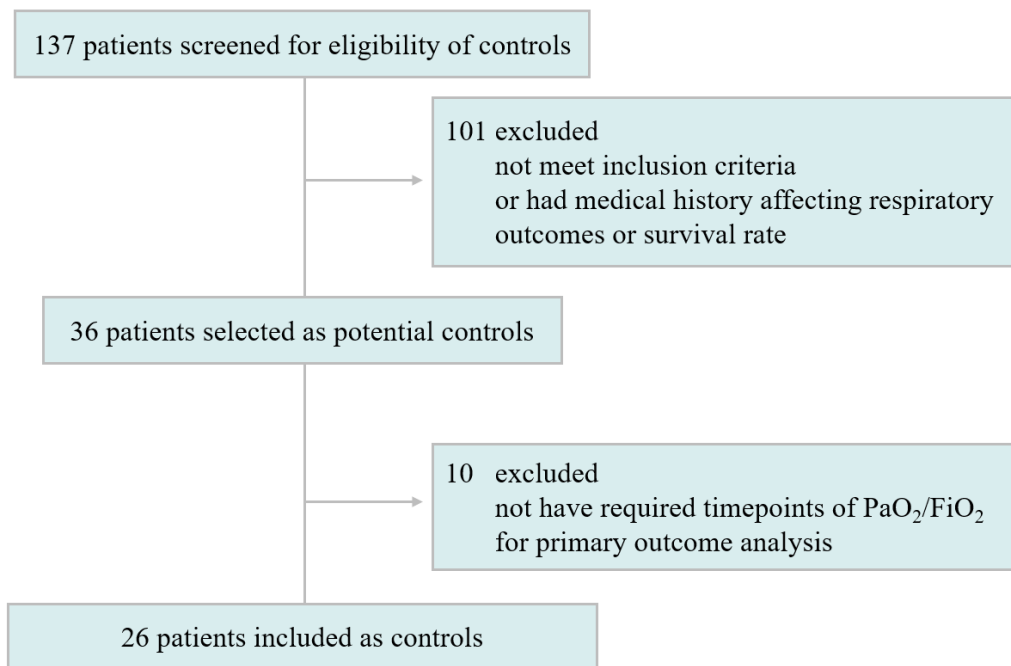 137 patients screened for eligibility of controls
101 excluded
not meet inclusion criteria
or had medical history affecting respiratory
outcomes or survival rate
36 patients selected as potential controls
10 excluded
not have required timepoints of PaO₂/FiO₂
for primary outcome analysis
26 patients included as controls